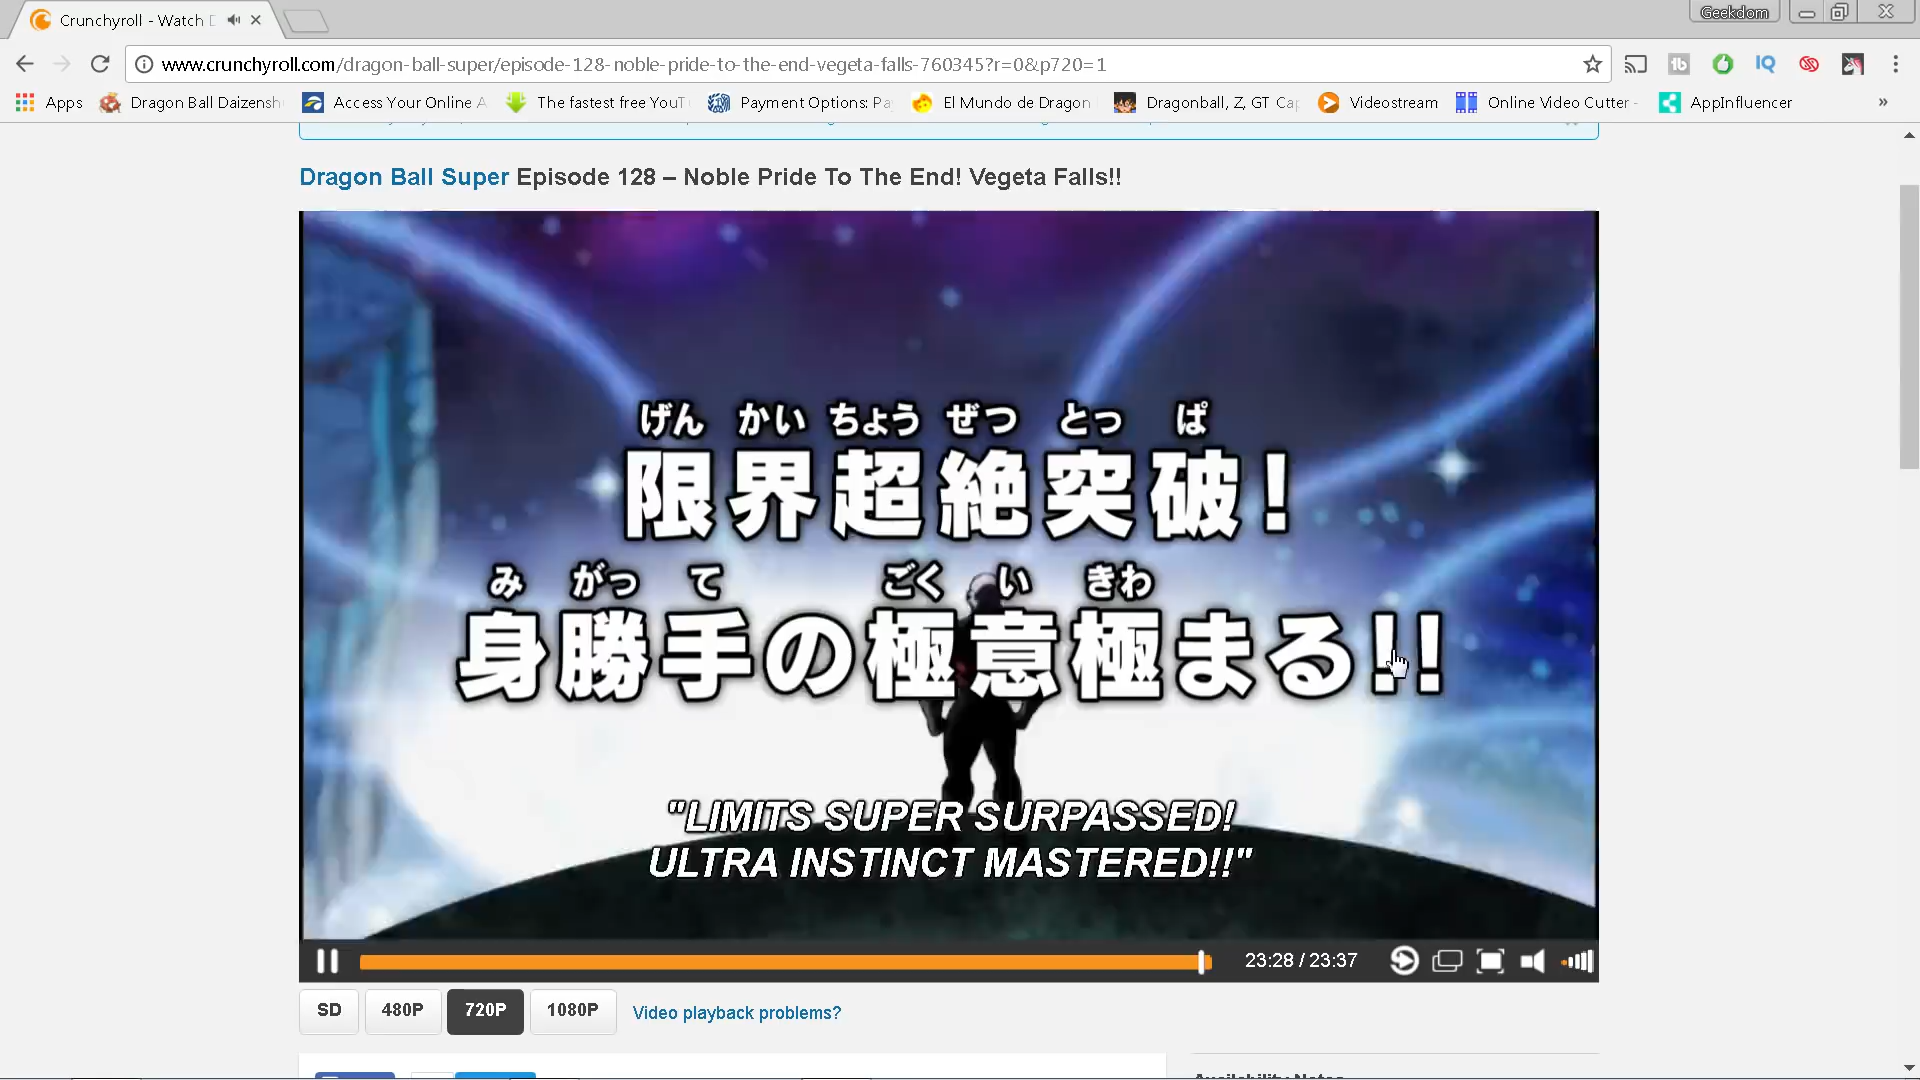 Crunchyroll - Watch D
Geekdom
www.crunchyroll.com/dragon-ball-super/episode-128-noble-pride-to-the-end-vegeta-falls-760345?r=0&p720=1
Apps Dragon Ball Daizensh Access Your Online A The fastest free YouT Payment Options: Pa El Mundo de Dragon Dragonball, Z, GT Cap Videostream Online Video Cutter - AppInfluencer »
Dragon Ball Super Episode 128 – Noble Pride To The End! Vegeta Falls!!
げん かい ちょう ぜつ とっ ぱ
限界超絶突破!
み がっ て ごく い きわ
身勝手の極意極まる!!
"LIMITS SUPER SURPASSED!
ULTRA INSTINCT MASTERED!!"
23:28 / 23:37
SD 480P 720P 1080P Video playback problems?